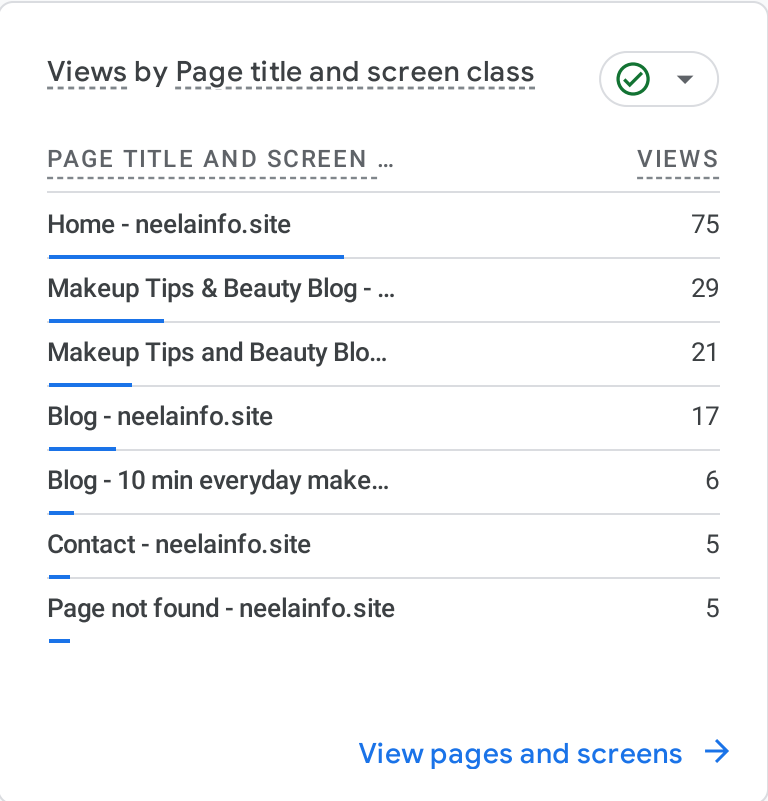 Views by Page title and screen class
PAGE TITLE AND SCREEN ... VIEWS
Home - neelainfo.site 75
Makeup Tips & Beauty Blog - ... 29
Makeup Tips and Beauty Blo... 21
Blog - neelainfo.site 17
Blog - 10 min everyday make... 6
Contact - neelainfo.site 5
Page not found - neelainfo.site 5
View pages and screens